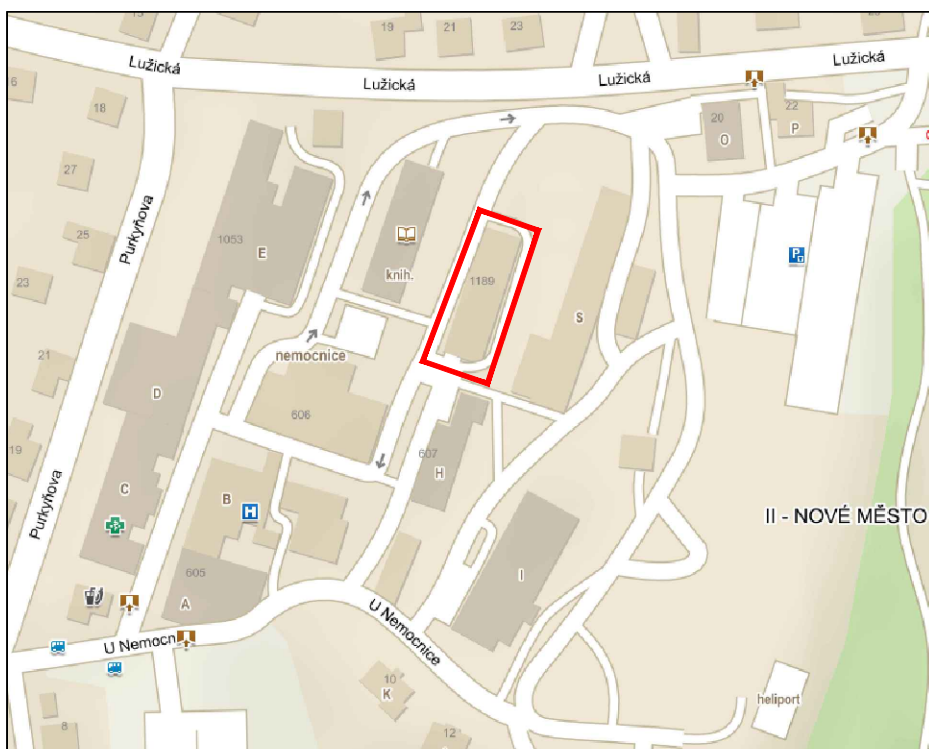 19
21
23
23
Lužická
Lužická
Lužická
Lužická
6
18
20
O
22
P
27
Purkyňova
25
1053
E
knih.
1189
23
S
P
nemocnice
21
D
606
19
607
H
C
B
H
II - NOVÉ MĚSTO
Purkyňova
I
605
A
U Nemocn
U Nemocnice
10
K
heliport
8
12